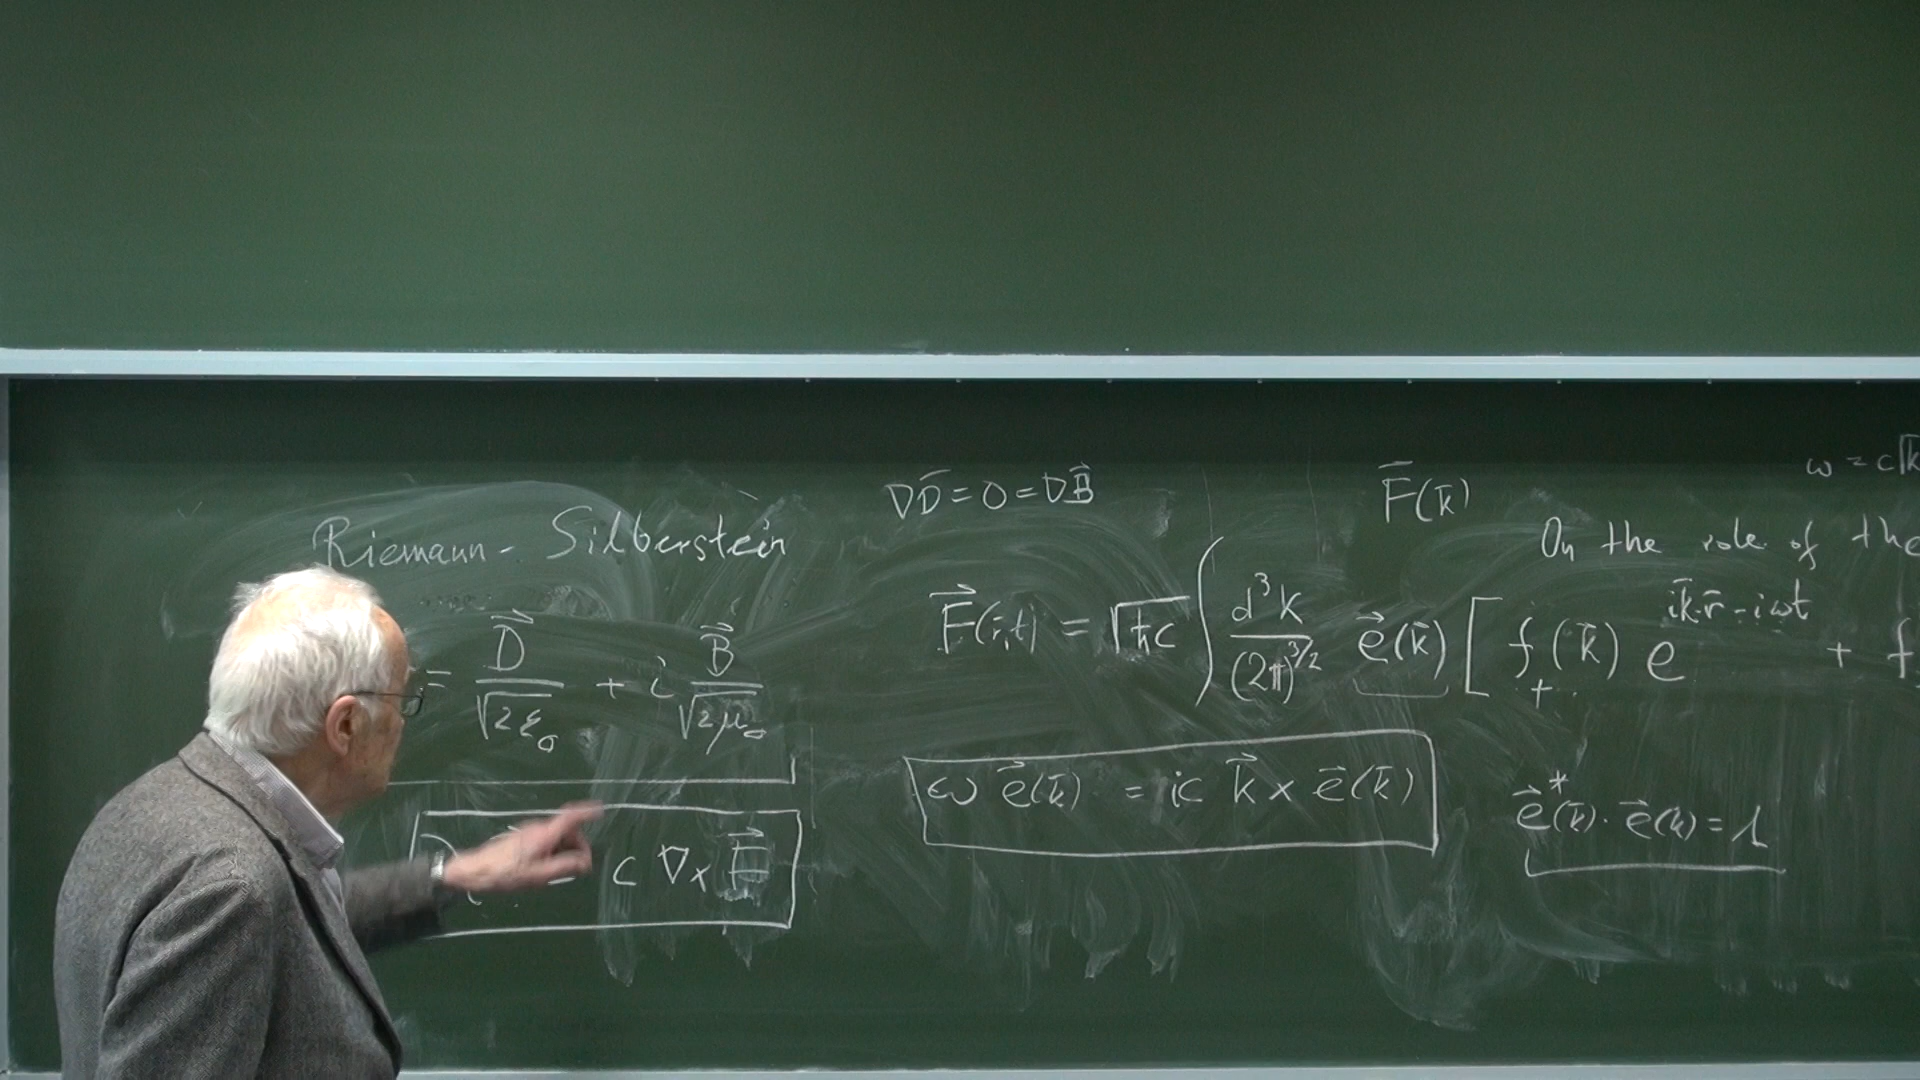 Riemann - Silberstein
= D⃗/√(2ε₀) + i B⃗/√(2μ₀)
c ∇× F⃗
∇D⃗ = 0 = ∇B⃗
F⃗(r⃗,t) = √(ħc) ∫ d³k/(2π)^(3/2) e⃗(k⃗) [ f₊(k⃗) e^(ik⃗·r⃗-iωt) + f
ω e⃗(k⃗) = ic k⃗ × e⃗(k⃗)
F⃗(k⃗)
ω = c|k
On the role of the
e⃗*(k⃗)· e⃗(k) = 1